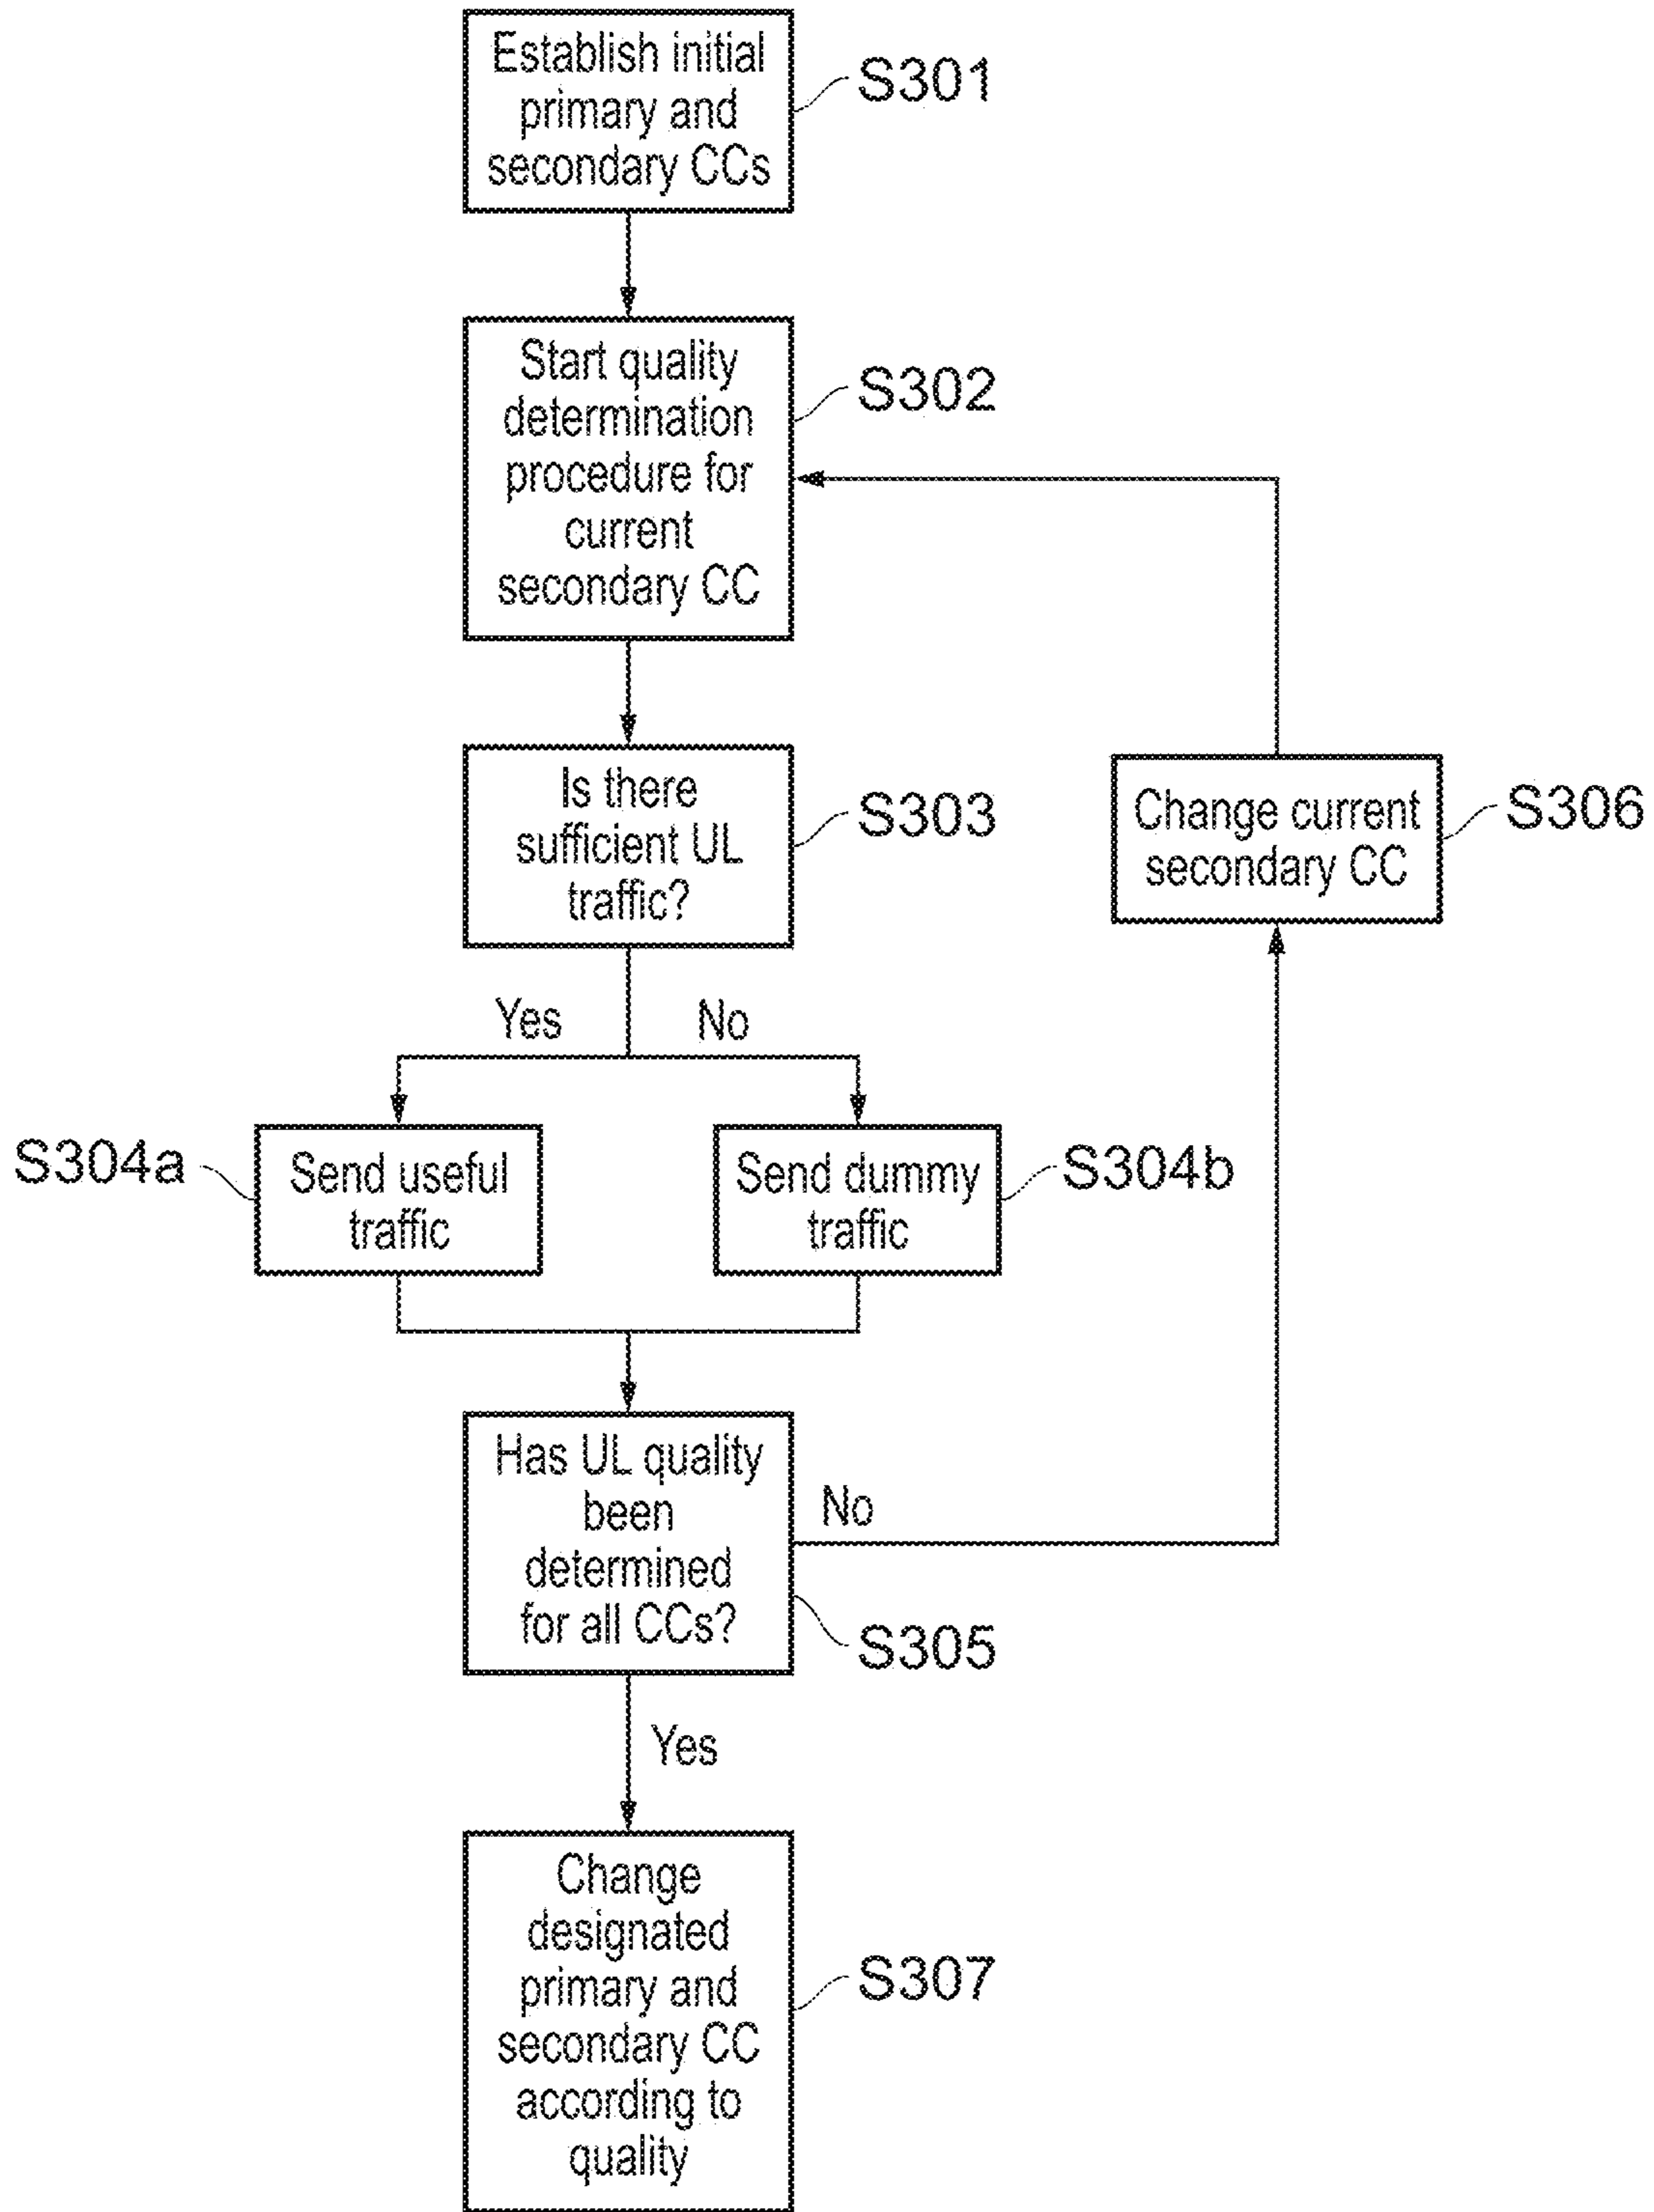 Establish initial
primary and
secondary CCs
S301
Start quality
determination
procedure for
current
secondary CC
S302
Is there
sufficient UL
traffic?
S303
Change current
secondary CC
S306
Yes
No
S304a
Send useful
traffic
Send dummy
traffic
S304b
Has UL quality
been
determined
for all CCs?
No
S305
Yes
Change
designated
primary and
secondary CC
according to
quality
S307